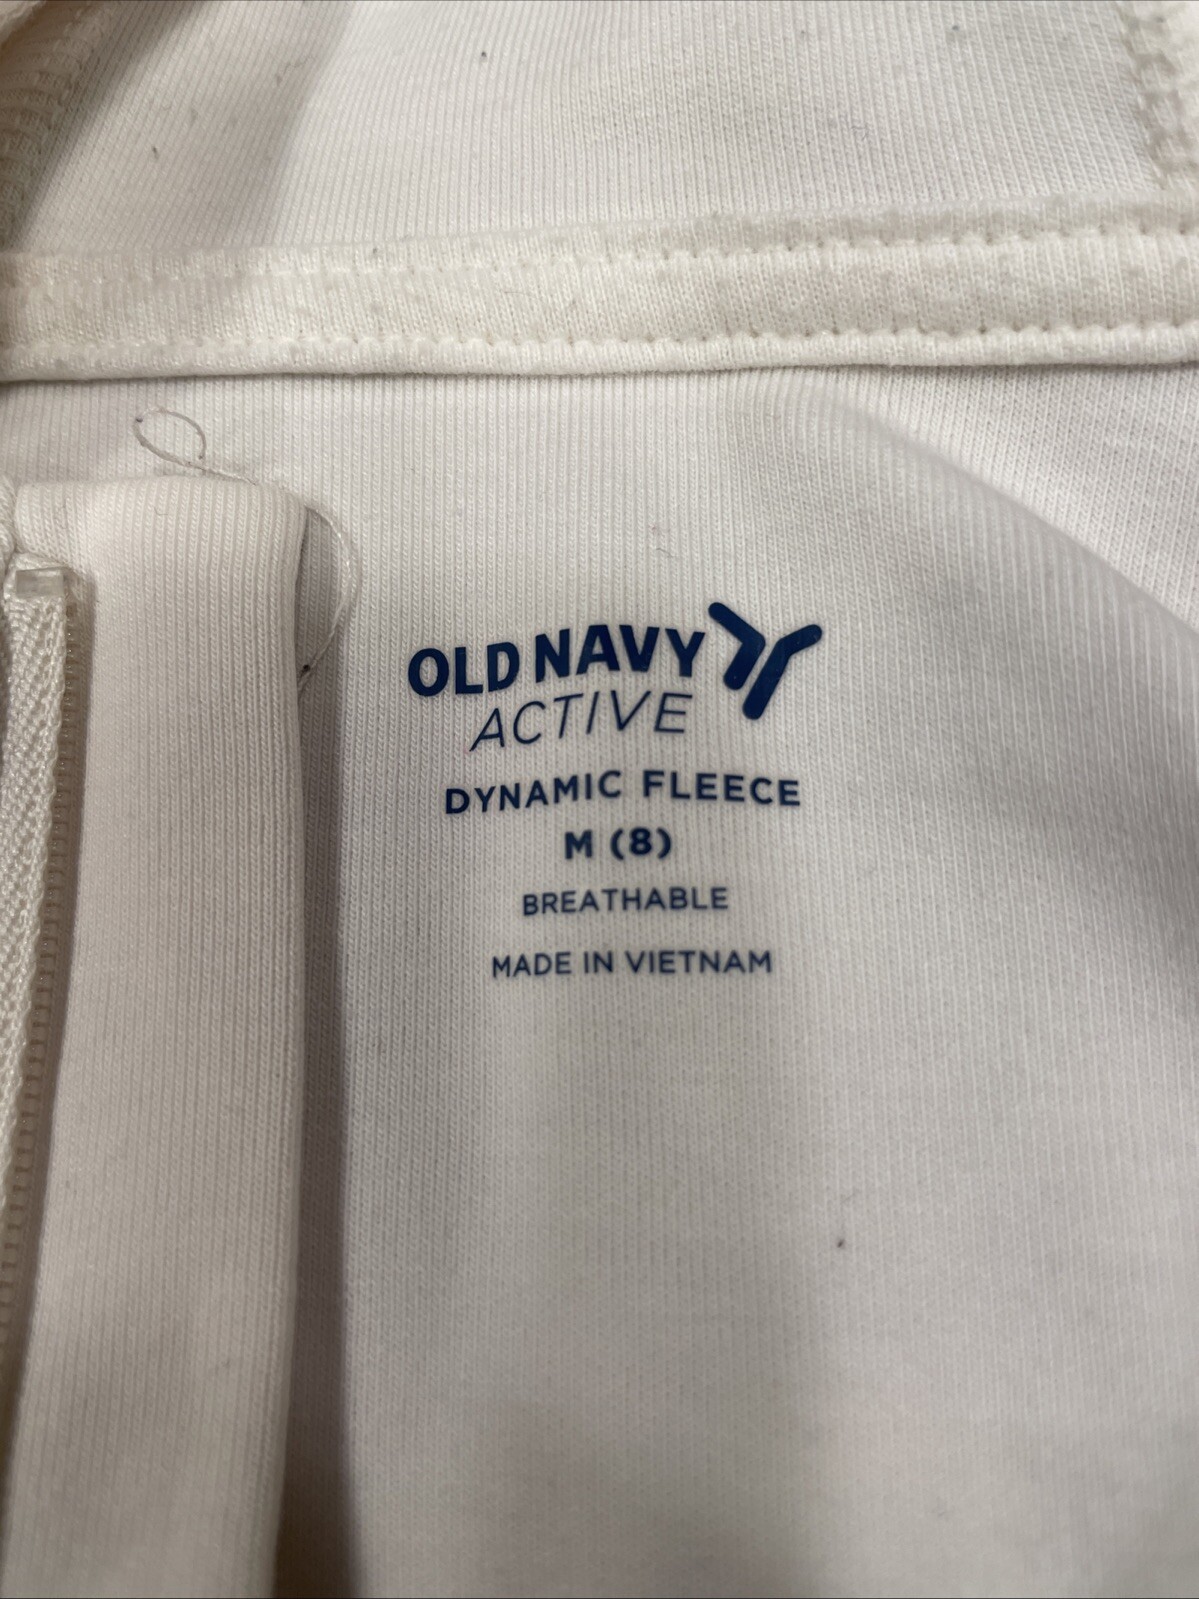 OLD NAVY
ACTIVE
DYNAMIC FLEECE
M (8)
BREATHABLE
MADE IN VIETNAM